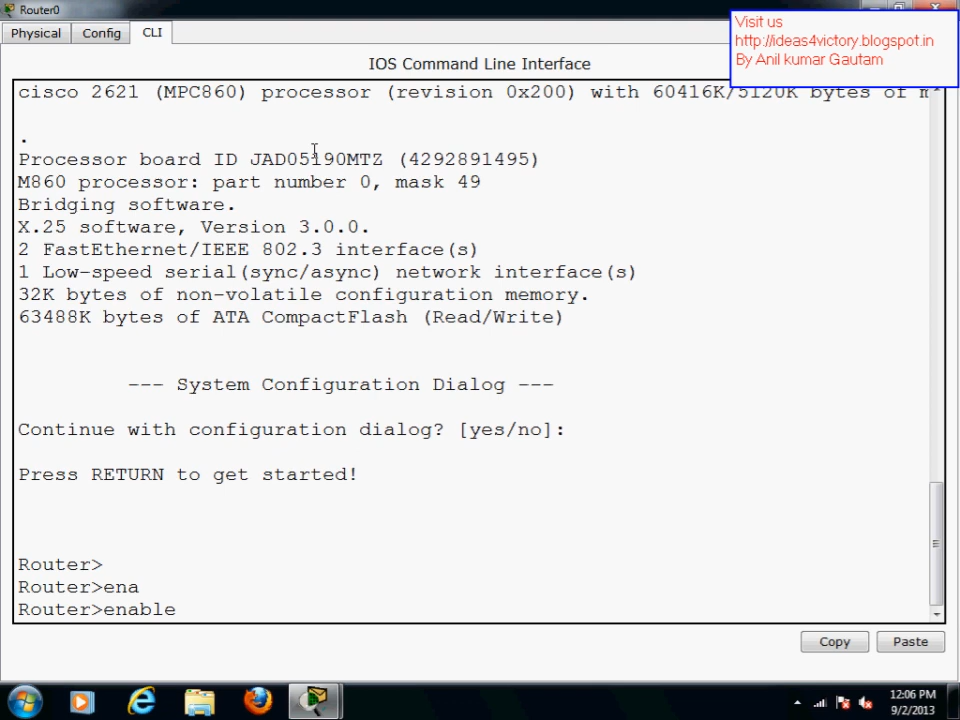 Router0
Visit us
http://ideas4victory.blogspot.in
By Anil kumar Gautam
Physical Config CLI
IOS Command Line Interface
cisco 2621 (MPC860) processor (revision 0x200) with 60416K/5120K bytes of
.
Processor board ID JAD05190MTZ (4292891495)
M860 processor: part number 0, mask 49
Bridging software.
X.25 software, Version 3.0.0.
2 FastEthernet/IEEE 802.3 interface(s)
1 Low-speed serial(sync/async) network interface(s)
32K bytes of non-volatile configuration memory.
63488K bytes of ATA CompactFlash (Read/Write)
--- System Configuration Dialog ---
Continue with configuration dialog? [yes/no]:
Press RETURN to get started!
Router>
Router>ena
Router>enable
Copy Paste
12:06 PM
9/2/2013